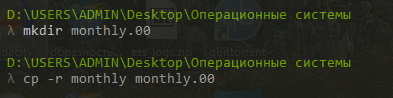 D:\USERS\ADMIN\Desktop\Операционные системы
λ mkdir monthly.00
D:\USERS\ADMIN\Desktop\Операционные системы
λ cp -r monthly monthly.00